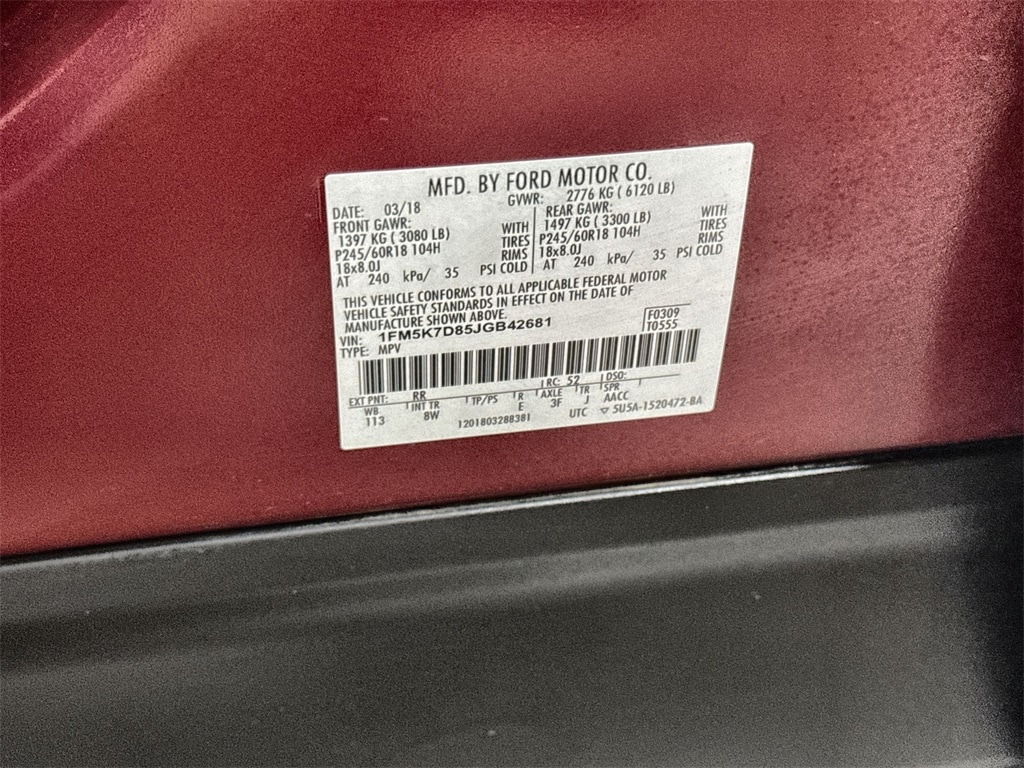 MFD. BY FORD MOTOR CO.
DATE: 03/18 GVWR: 2776 KG ( 6120 LB)
FRONT GAWR: REAR GAWR:
1397 KG ( 3080 LB) WITH 1497 KG ( 3300 LB) WITH
P245/60R18 104H TIRES P245/60R18 104H TIRES
18x8.0J RIMS 18x8.0J RIMS
AT 240 kPa/ 35 PSI COLD AT 240 kPa/ 35 PSI COLD
THIS VEHICLE CONFORMS TO ALL APPLICABLE FEDERAL MOTOR
VEHICLE SAFETY STANDARDS IN EFFECT ON THE DATE OF
MANUFACTURE SHOWN ABOVE.
VIN: 1FM5K7D85JGB42681 F0309
TYPE: MPV T0555
EXT PNT: RR RC: 52 DSO:
WB INT TR TP/PS R AXLE TR SPR
113 8W E 3F J AACC
1201803288381 UTC ▽ 5U5A-1520472-BA